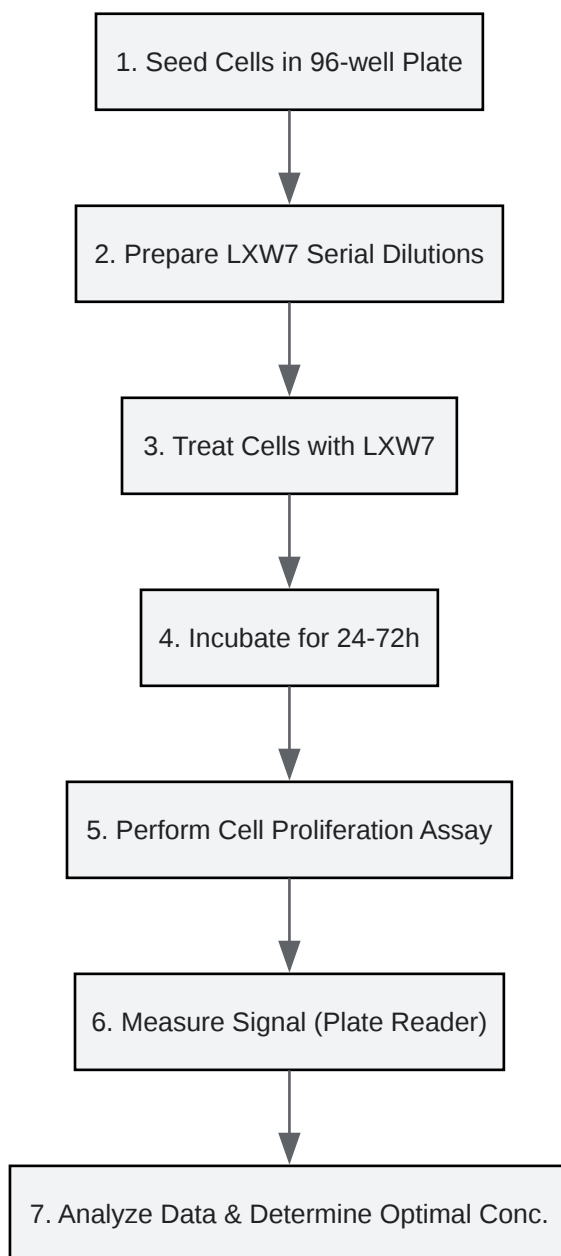 1. Seed Cells in 96-well Plate
2. Prepare LXW7 Serial Dilutions
3. Treat Cells with LXW7
4. Incubate for 24-72h
5. Perform Cell Proliferation Assay
6. Measure Signal (Plate Reader)
7. Analyze Data & Determine Optimal Conc.